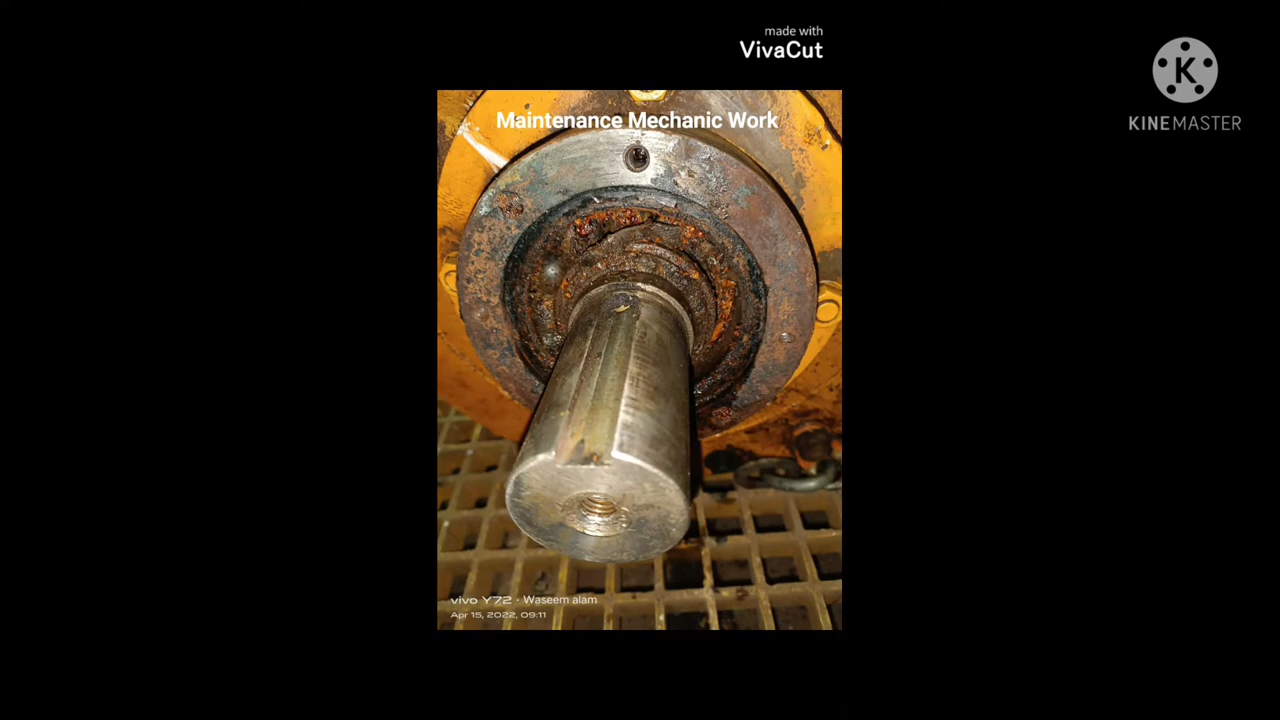 made with
VivaCut
K
KINEMASTER
Maintenance Mechanic Work
vivo Y72 · Waseem alam
Apr 15, 2022, 09:11